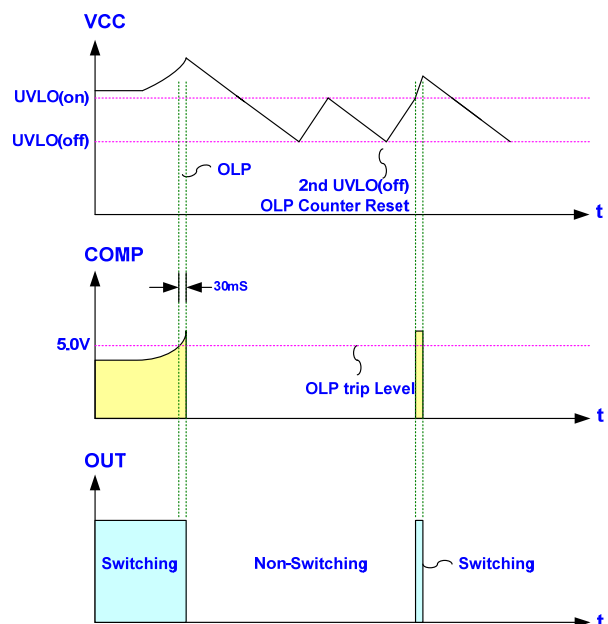 VCC
UVLO(on)
UVLO(off)
OLP
2nd UVLO(off)
OLP Counter Reset
t
COMP
30mS
5.0V
OLP trip Level
t
OUT
Switching
Non-Switching
Switching
t